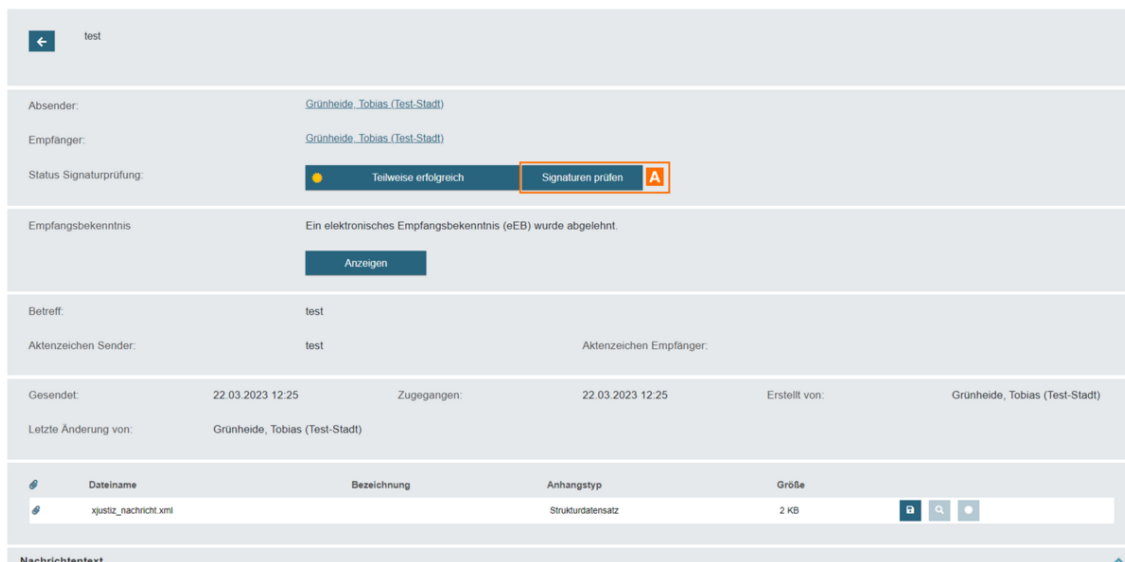 test
Absender: Grünheide, Tobias (Test-Stadt)
Empfänger: Grünheide, Tobias (Test-Stadt)
Status Signaturprüfung: Teilweise erfolgreich Signaturen prüfen A
Empfangsbekenntnis Ein elektronisches Empfangsbekenntnis (eEB) wurde abgelehnt.
Anzeigen
Betreff: test
Aktenzeichen Sender: test Aktenzeichen Empfänger:
Gesendet: 22.03.2023 12:25 Zugegangen: 22.03.2023 12:25 Erstellt von: Grünheide, Tobias (Test-Stadt)
Letzte Änderung von: Grünheide, Tobias (Test-Stadt)
Dateiname Bezeichnung Anhangstyp Größe
xjustiz_nachricht.xml Strukturdatensatz 2 KB
Nachrichtentext